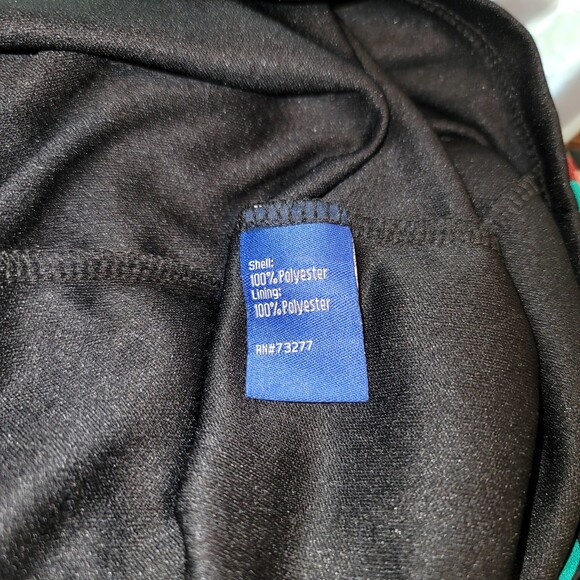 Shell:
100% Polyester
Lining:
100% Polyester
RN#73277